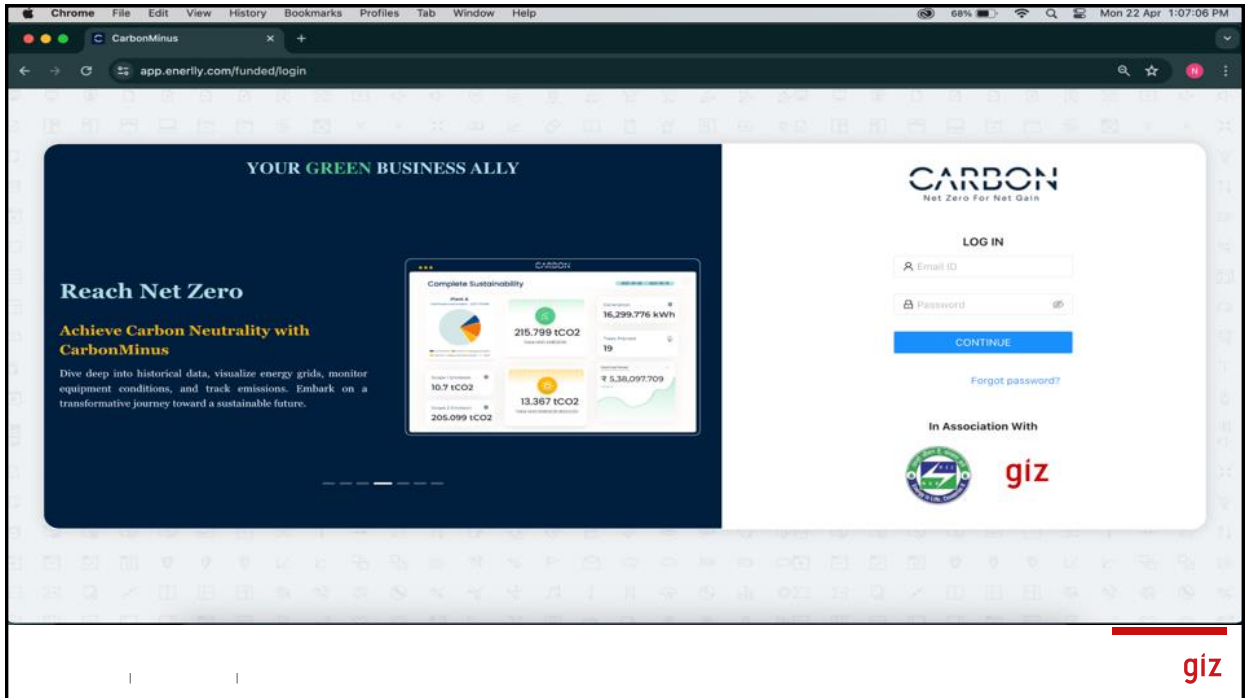 Chrome File Edit View History Bookmarks Profiles Tab Window Help 68% Mon 22 Apr 1:07:06 PM
C CarbonMinus
app.enerlly.com/funded/login N
YOUR GREEN BUSINESS ALLY
Reach Net Zero
Achieve Carbon Neutrality with
CarbonMinus
Dive deep into historical data, visualize energy grids, monitor
equipment conditions, and track emissions. Embark on a
transformative journey toward a sustainable future.
CARBON
Complete Sustainability
Plant A
215.799 tCO2
Generation
16,299.776 kWh
Trees Planted
19
10.7 tCO2
205.099 tCO2
13.367 tCO2
₹ 5,38,097.709
CARBON
Net Zero For Net Gain
LOG IN
Email ID
Password
CONTINUE
Forgot password?
In Association With
giz
giz